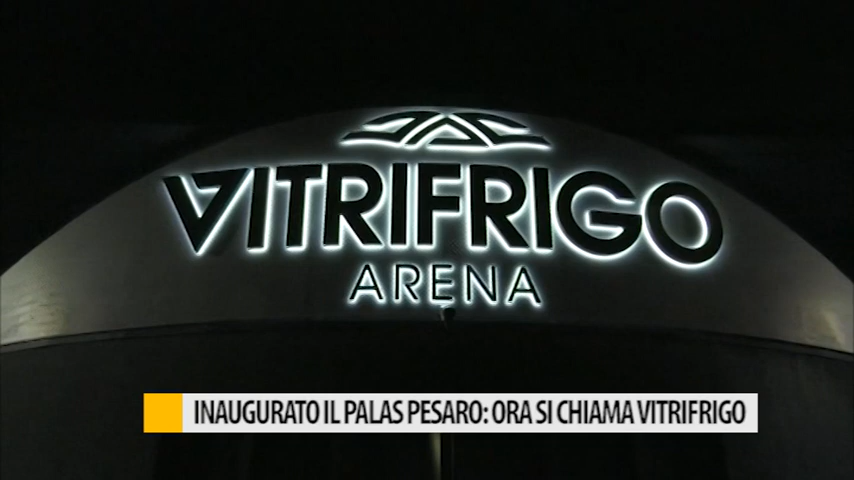 VITRIFRIGO
ARENA
INAUGURATO IL PALAS PESARO: ORA SI CHIAMA VITRIFRIGO